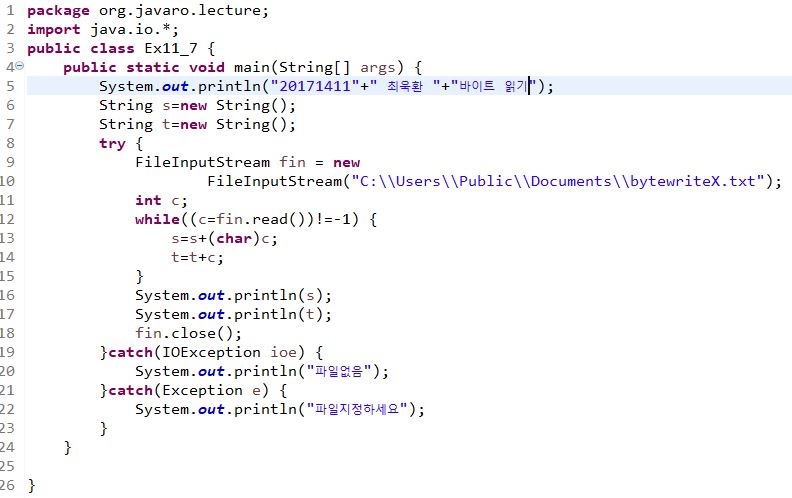 1 package org.javaro.lecture;
2 import java.io.*;
3 public class Ex11_7 {
4 public static void main(String[] args) {
5 System.out.println("20171411"+" 최욱환 "+"바이트 읽기");
6 String s=new String();
7 String t=new String();
8 try {
9 FileInputStream fin = new
10 FileInputStream("C:\\Users\\Public\\Documents\\bytewriteX.txt");
11 int c;
12 while((c=fin.read())!=-1) {
13 s=s+(char)c;
14 t=t+c;
15 }
16 System.out.println(s);
17 System.out.println(t);
18 fin.close();
19 }catch(IOException ioe) {
20 System.out.println("파일없음");
21 }catch(Exception e) {
22 System.out.println("파일지정하세요");
23 }
24 }
25
26 }